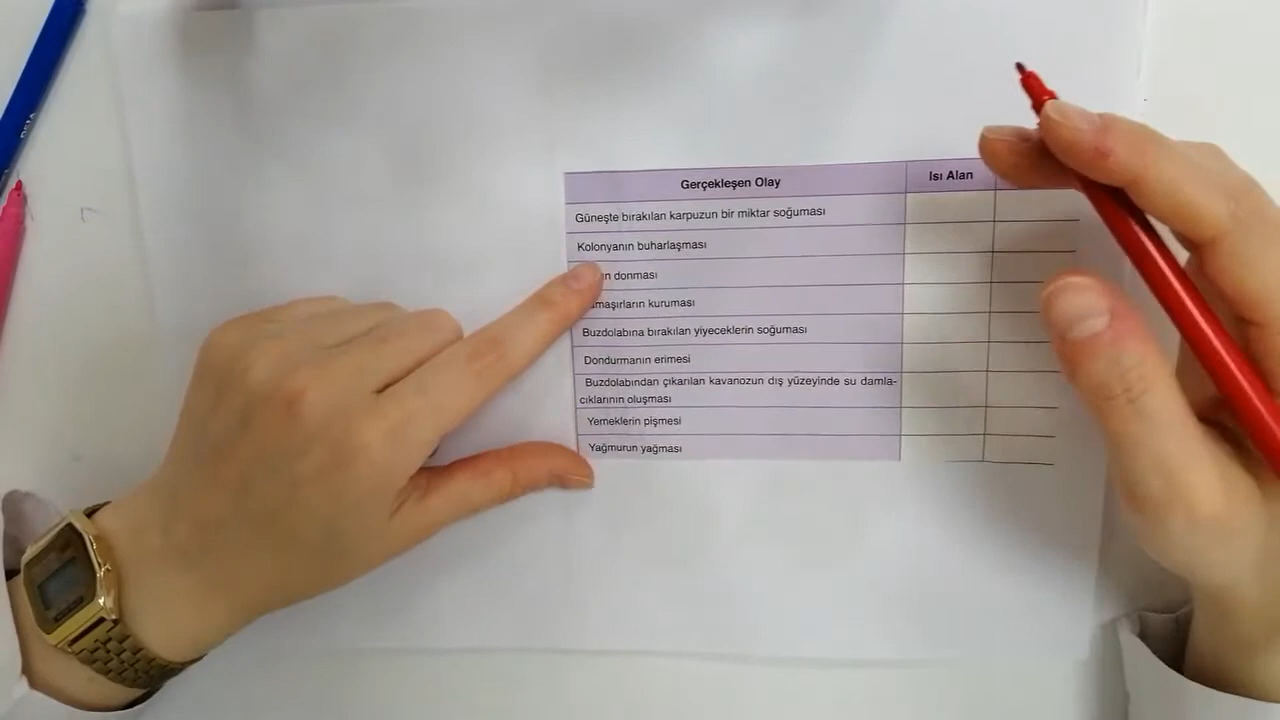 Gerçekleşen Olay Isı Alan
Güneşte bırakılan karpuzun bir miktar soğuması
Kolonyanın buharlaşması
donması
kuruması
Buzdolabına bırakılan yiyeceklerin soğuması
Dondurmanın erimesi
Buzdolabından çıkarılan kavanozun dış yüzeyinde su damla-
cıklarının oluşması
Yemeklerin pişmesi
Yağmurun yağması